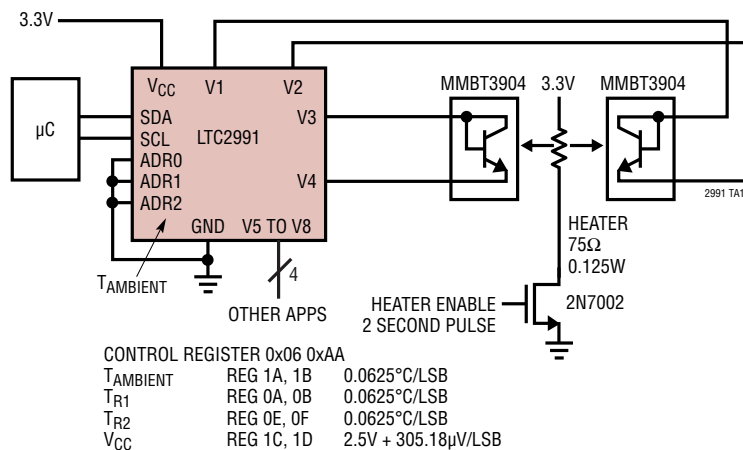 3.3V
VCC V1 V2
µC
SDA
SCL
ADR0
ADR1
ADR2
LTC2991
V3
V4
GND V5 TO V8
TAMBIENT
4
OTHER APPS
MMBT3904 3.3V MMBT3904
2991 TA1
HEATER
75Ω
0.125W
HEATER ENABLE
2 SECOND PULSE
2N7002
CONTROL REGISTER 0x06 0xAA
TAMBIENT REG 1A, 1B 0.0625°C/LSB
TR1 REG 0A, 0B 0.0625°C/LSB
TR2 REG 0E, 0F 0.0625°C/LSB
VCC REG 1C, 1D 2.5V + 305.18µV/LSB